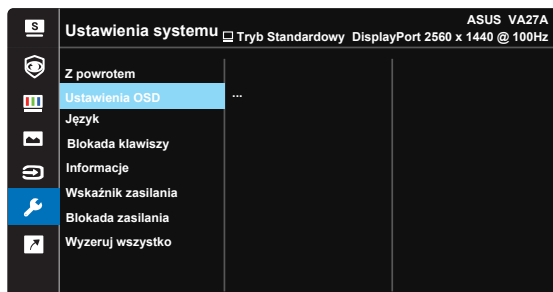 S
Ustawienia systemu
Tryb Standardowy DisplayPort 2560 x 1440 @ 100Hz
ASUS VA27A
Z powrotem
Ustawienia OSD ...
Język
Blokada klawiszy
Informacje
Wskaźnik zasilania
Blokada zasilania
Wyzeruj wszystko